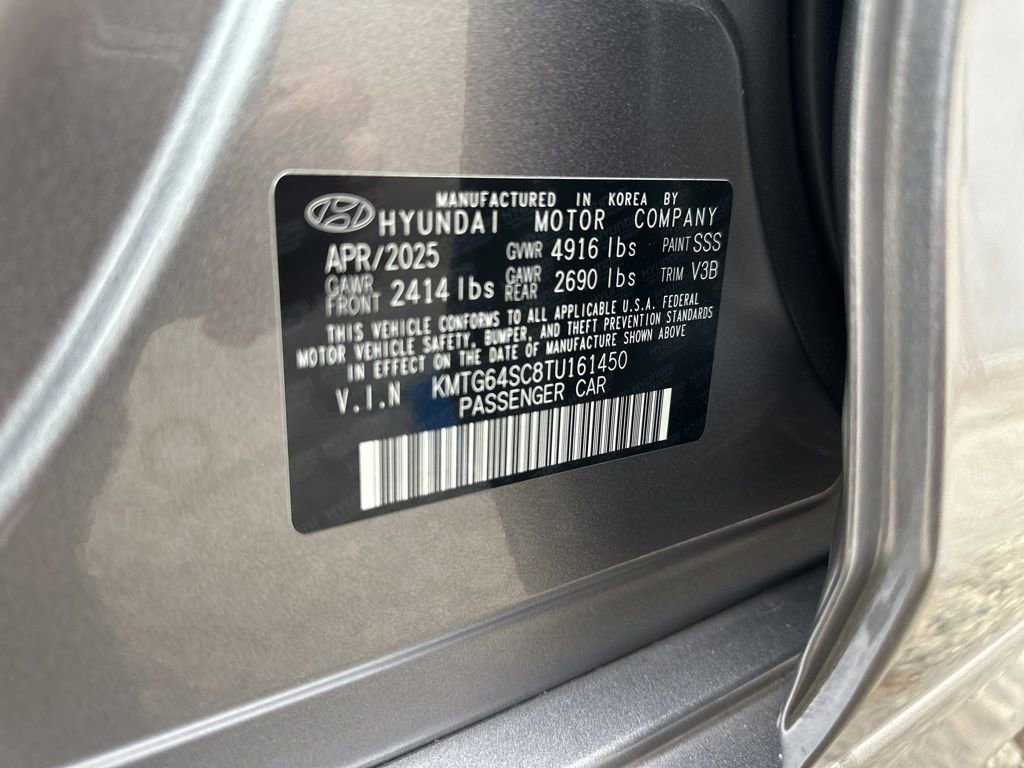 MANUFACTURED IN KOREA BY
HYUNDAI MOTOR COMPANY
APR/2025 GVWR 4916 lbs PAINT SSS
GAWR FRONT 2414 lbs GAWR REAR 2690 lbs TRIM V3B
THIS VEHICLE CONFORMS TO ALL APPLICABLE U.S.A. FEDERAL
MOTOR VEHICLE SAFETY, BUMPER, AND THEFT PREVENTION STANDARDS
IN EFFECT ON THE DATE OF MANUFACTURE SHOWN ABOVE
V.I.N KMTG64SC8TU161450
PASSENGER CAR